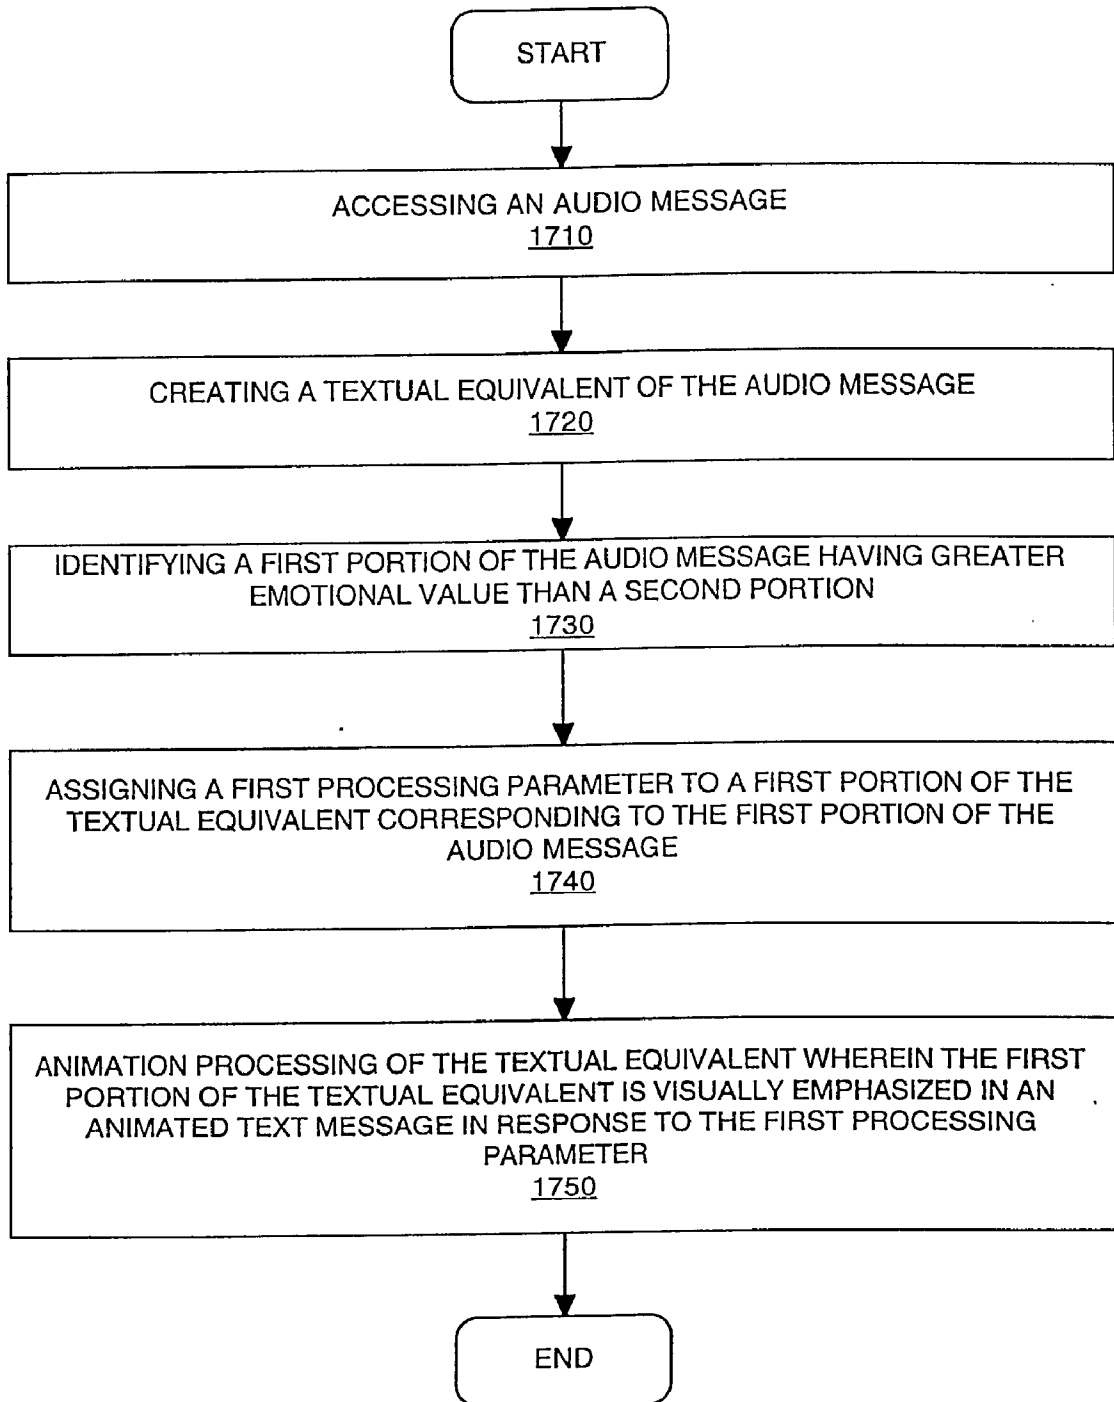 START
ACCESSING AN AUDIO MESSAGE
1710
CREATING A TEXTUAL EQUIVALENT OF THE AUDIO MESSAGE
1720
IDENTIFYING A FIRST PORTION OF THE AUDIO MESSAGE HAVING GREATER
EMOTIONAL VALUE THAN A SECOND PORTION
1730
ASSIGNING A FIRST PROCESSING PARAMETER TO A FIRST PORTION OF THE
TEXTUAL EQUIVALENT CORRESPONDING TO THE FIRST PORTION OF THE
AUDIO MESSAGE
1740
ANIMATION PROCESSING OF THE TEXTUAL EQUIVALENT WHEREIN THE FIRST
PORTION OF THE TEXTUAL EQUIVALENT IS VISUALLY EMPHASIZED IN AN
ANIMATED TEXT MESSAGE IN RESPONSE TO THE FIRST PROCESSING
PARAMETER
1750
END